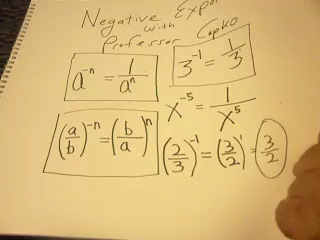 Negative Expo
with
Professor CopKo
a^-n = 1/a^n
3^-1 = 1/3
x^-5 = 1/x^5
(a/b)^-n = (b/a)^n
(2/3)^-1 = (3/2)^1 = 3/2